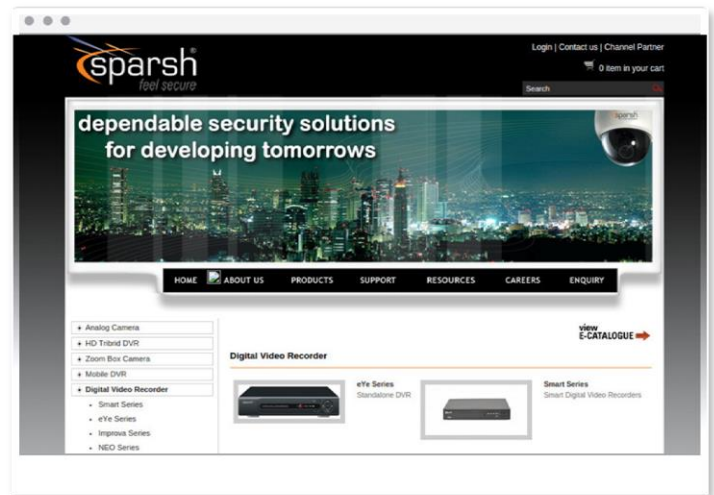 sparsh®
feel secure
Login | Contact us | Channel Partner
0 item in your cart
Search
dependable security solutions
for developing tomorrows
sparsh
HOME ABOUT US PRODUCTS SUPPORT RESOURCES CAREERS ENQUIRY
Analog Camera
HD Tribrid DVR
Zoom Box Camera
Mobile DVR
Digital Video Recorder
Smart Series
eYe Series
Improva Series
NEO Series
view
E-CATALOGUE
Digital Video Recorder
eYe Series
Standalone DVR
Smart Series
Smart Digital Video Recorders